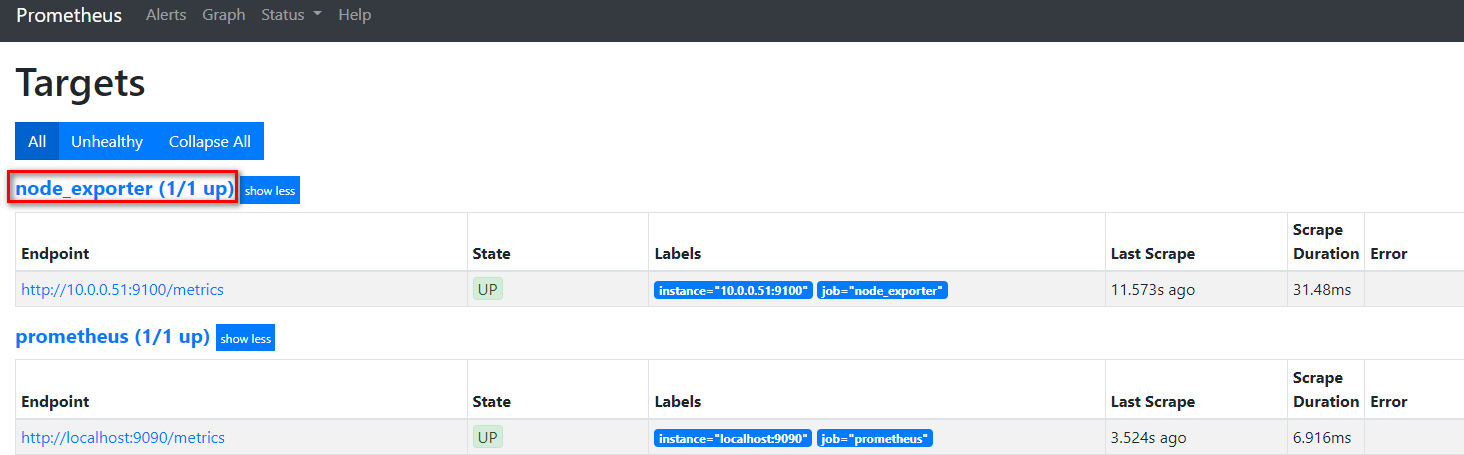 Prometheus Alerts Graph Status Help
Targets
All Unhealthy Collapse All
node_exporter (1/1 up) show less
Endpoint State Labels Last Scrape Scrape Duration Error
http://10.0.0.51:9100/metrics UP instance="10.0.0.51:9100" job="node_exporter" 11.573s ago 31.48ms
prometheus (1/1 up) show less
Endpoint State Labels Last Scrape Scrape Duration Error
http://localhost:9090/metrics UP instance="localhost:9090" job="prometheus" 3.524s ago 6.916ms